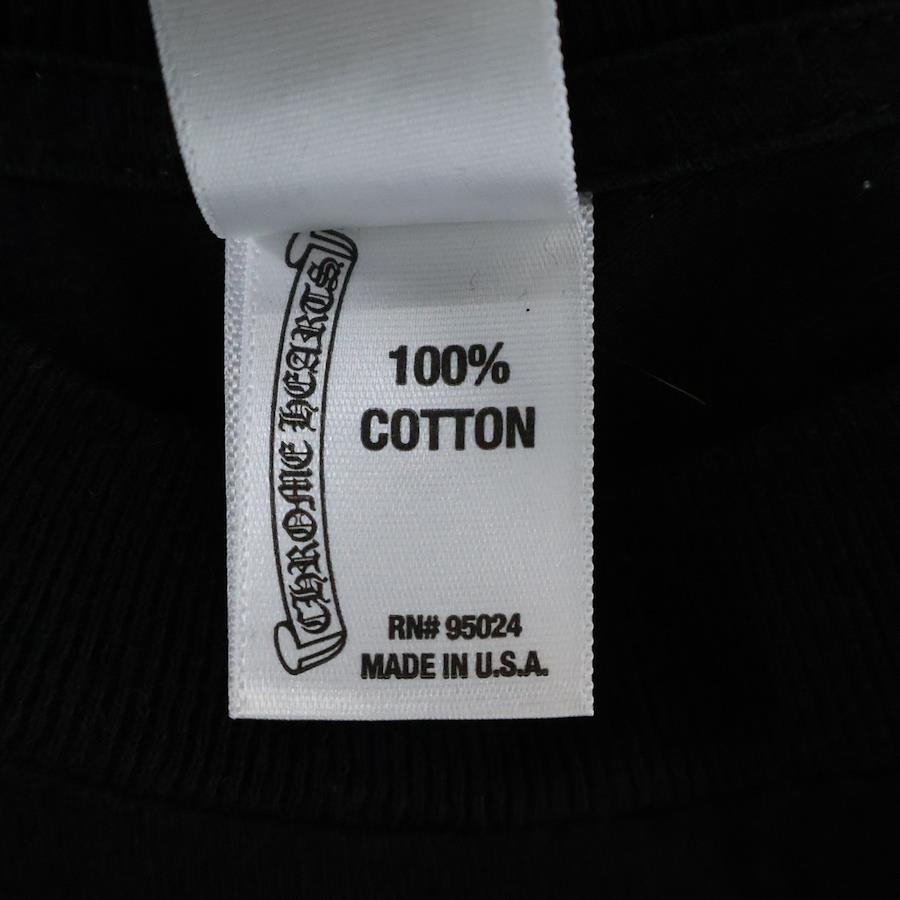 CHROME HEARTS
100%
COTTON
RN# 95024
MADE IN U.S.A.